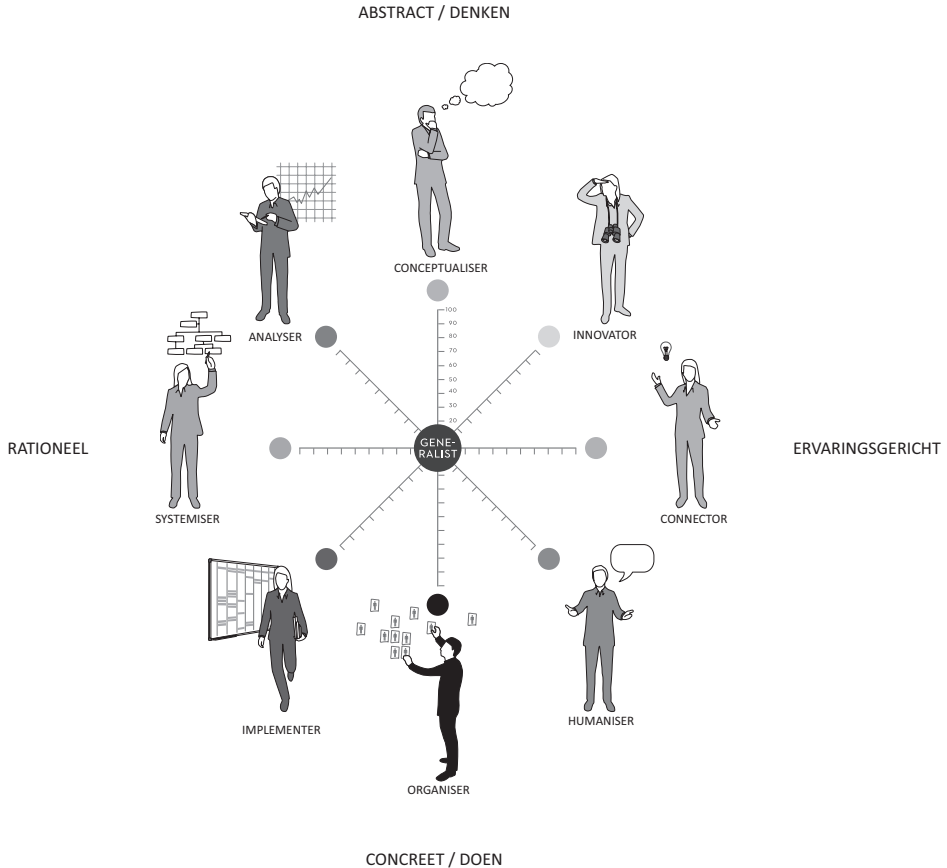 ABSTRACT / DENKEN
CONCEPTUALISER
ANALYSER
INNOVATOR
100
90
80
70
60
50
40
30
20
RATIONEEL
GENE-
RALIST
ERVARINGSGERICHT
SYSTEMISER
CONNECTOR
IMPLEMENTER
HUMANISER
ORGANISER
CONCREET / DOEN